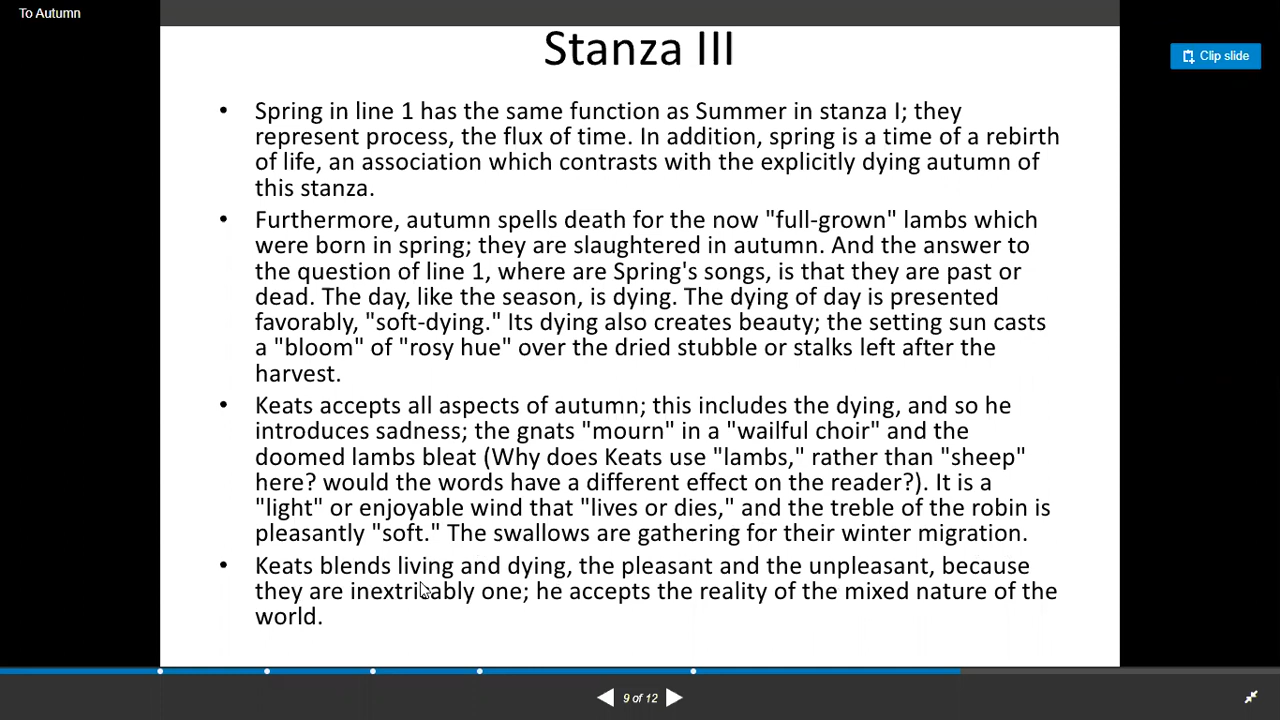 To Autumn
Clip slide
Stanza III
• Spring in line 1 has the same function as Summer in stanza I; they
represent process, the flux of time. In addition, spring is a time of a rebirth
of life, an association which contrasts with the explicitly dying autumn of
this stanza.
• Furthermore, autumn spells death for the now "full-grown" lambs which
were born in spring; they are slaughtered in autumn. And the answer to
the question of line 1, where are Spring's songs, is that they are past or
dead. The day, like the season, is dying. The dying of day is presented
favorably, "soft-dying." Its dying also creates beauty; the setting sun casts
a "bloom" of "rosy hue" over the dried stubble or stalks left after the
harvest.
• Keats accepts all aspects of autumn; this includes the dying, and so he
introduces sadness; the gnats "mourn" in a "wailful choir" and the
doomed lambs bleat (Why does Keats use "lambs," rather than "sheep"
here? would the words have a different effect on the reader?). It is a
"light" or enjoyable wind that "lives or dies," and the treble of the robin is
pleasantly "soft." The swallows are gathering for their winter migration.
• Keats blends living and dying, the pleasant and the unpleasant, because
they are inextricably one; he accepts the reality of the mixed nature of the
world.
9 of 12